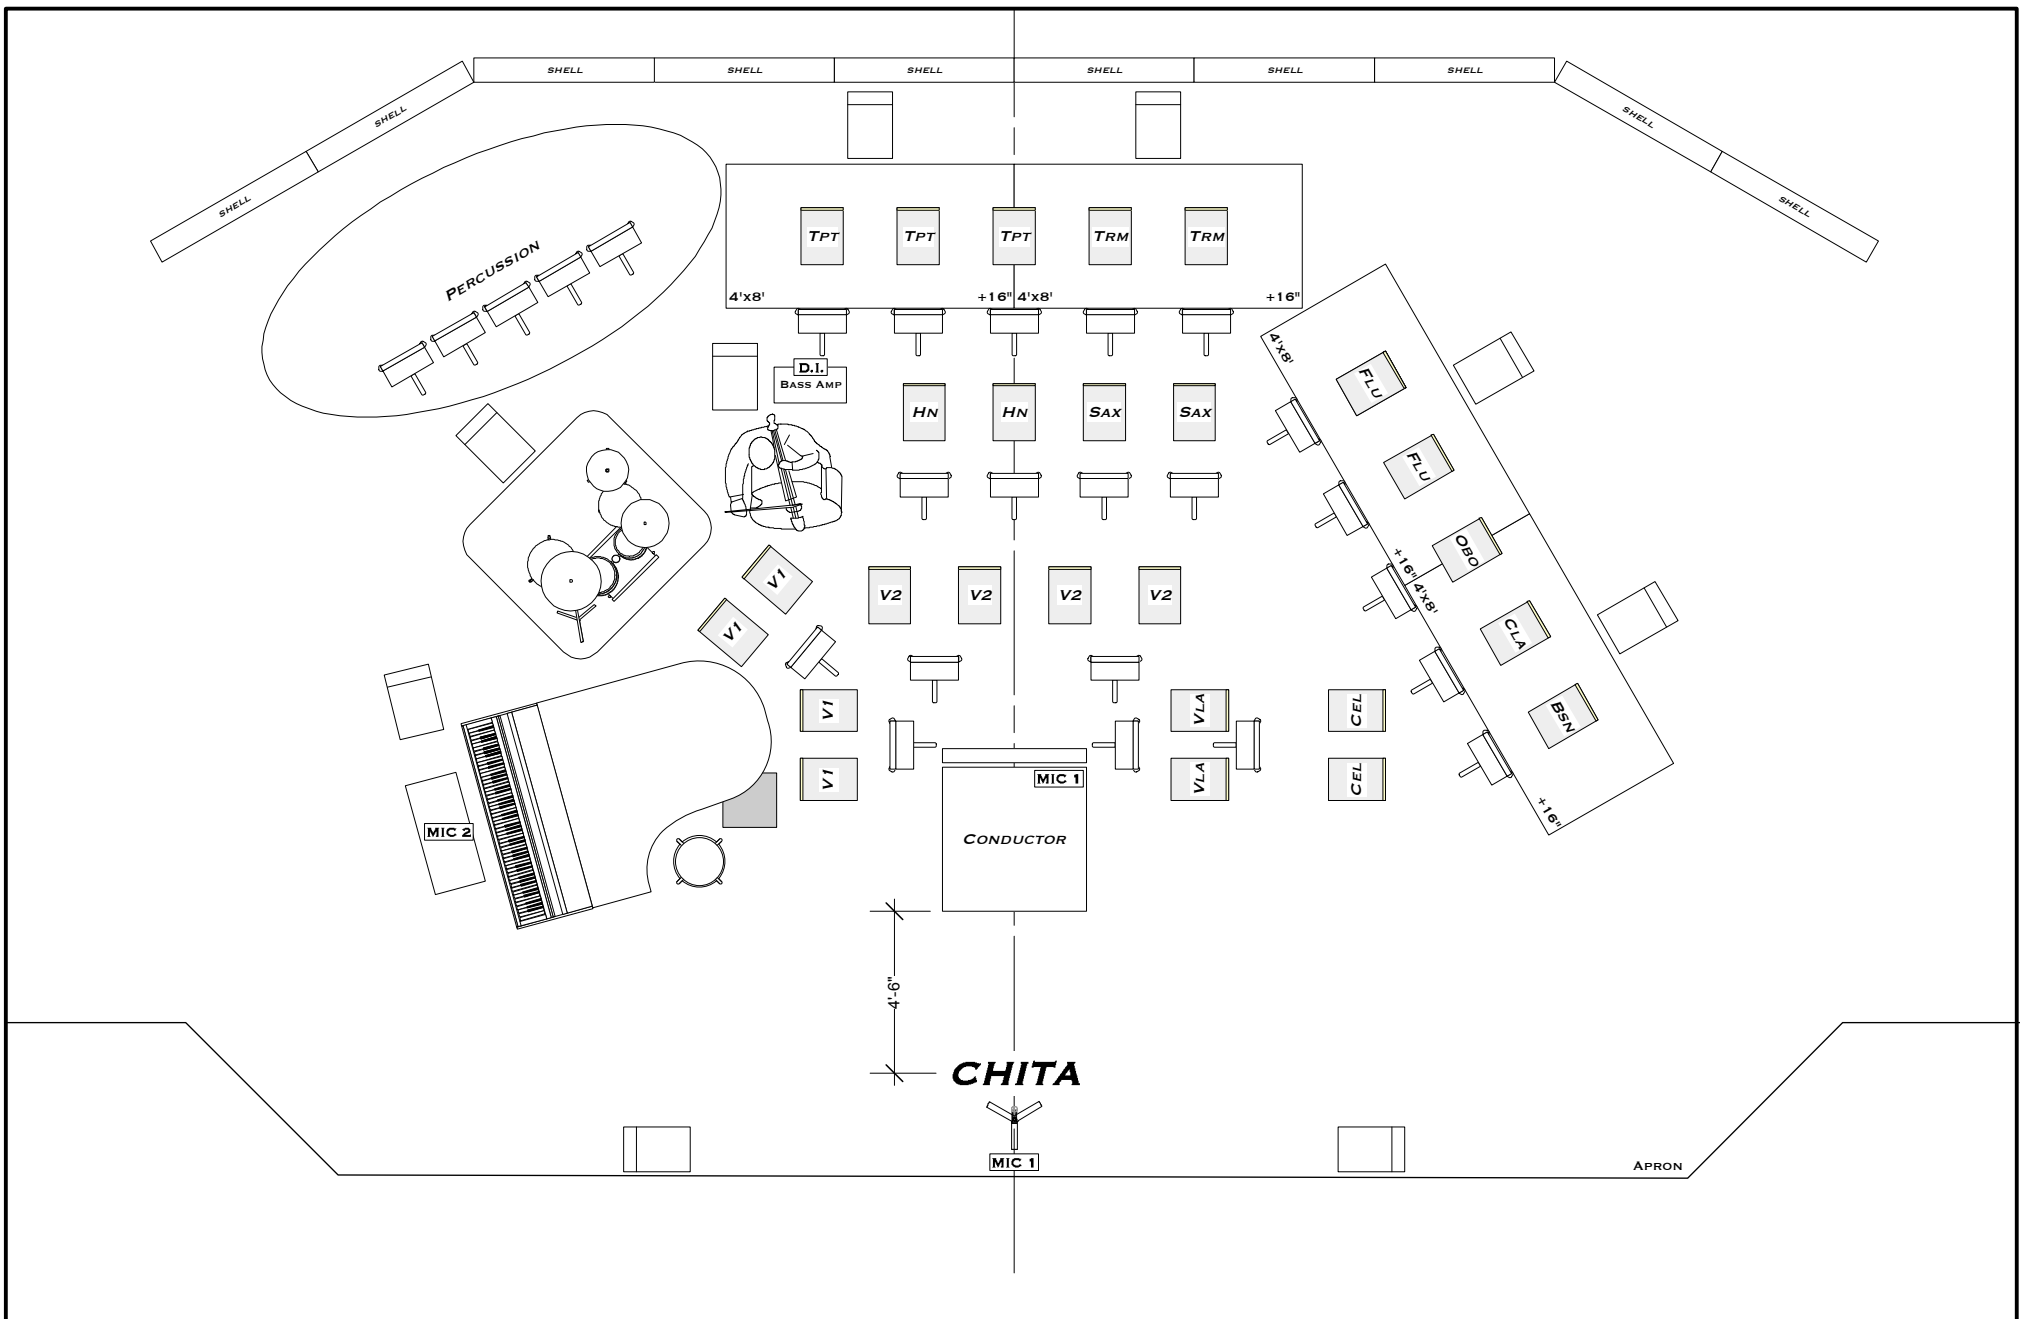 SHELL SHELL SHELL SHELL SHELL SHELL
SHELL SHELL
SHELL SHELL
PERCUSSION
TPT TPT TPT TRM TRM
4'x8' +16" 4'x8' +16"
D.I.
BASS AMP
HN HN SAX SAX
4'x8'
FLU
FLU
OBO
+16" 4'x8'
CLA
BSN
+16"
V1
V1
V2 V2 V2 V2
V1 VLA CEL
V1 VLA CEL
MIC 1
MIC 2
CONDUCTOR
4'-6"
CHITA
MIC 1
APRON